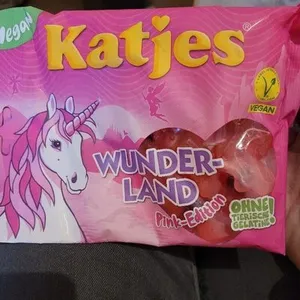 Vegan
Katjes®
VEGAN
WUNDER-
LAND
Pink-Edition
OHNE
TIERISCHE
GELATINE!